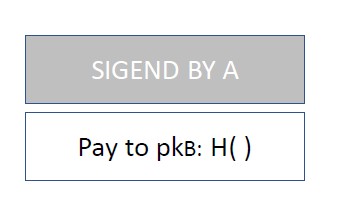 SIGEND BY A
Pay to pkB: H( )